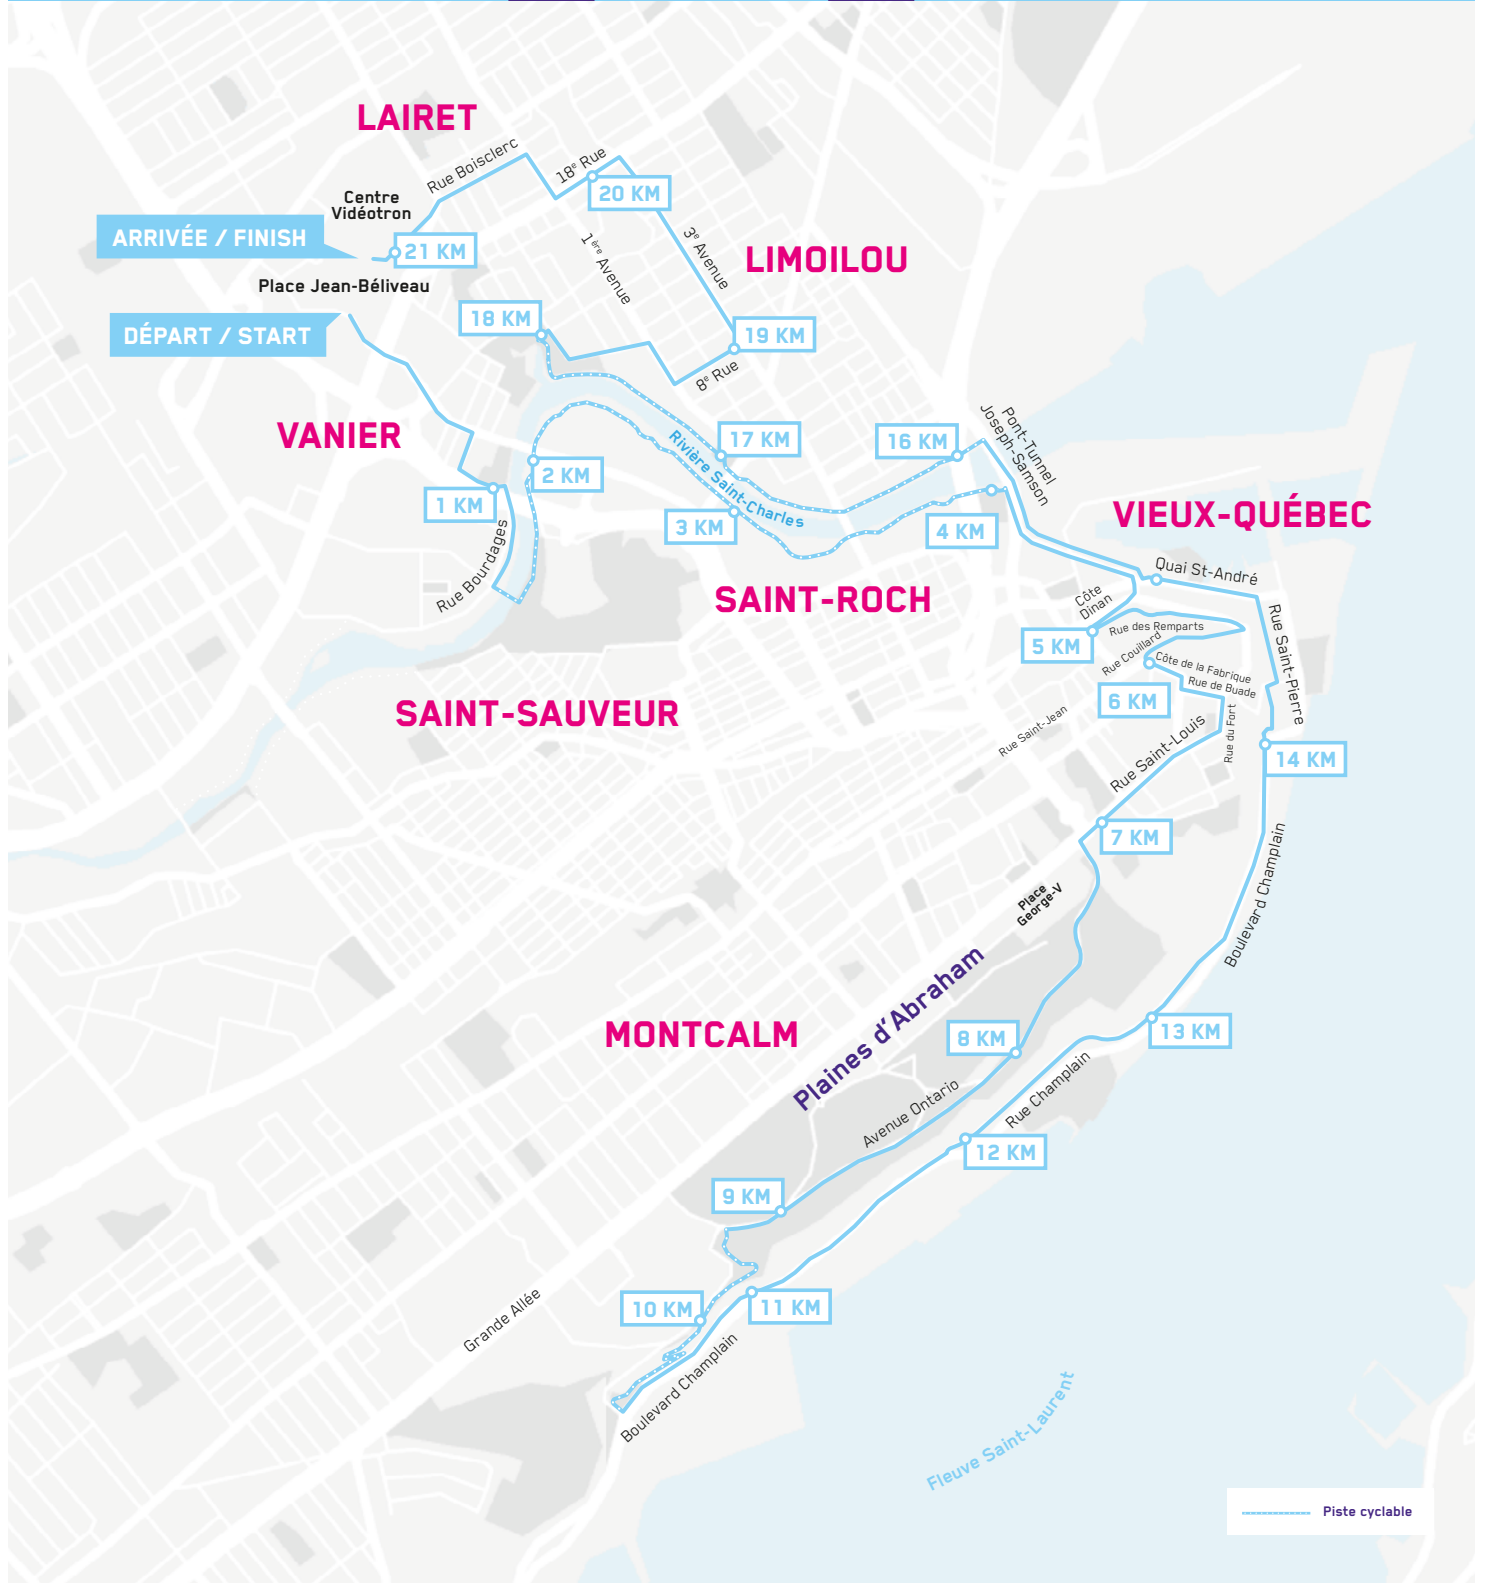 LAIRET
Rue Boisclerc
18e Rue
20 KM
Centre
Vidéotron
ARRIVÉE / FINISH
21 KM
1ère Avenue
3e Avenue
LIMOILOU
Place Jean-Béliveau
DÉPART / START
18 KM
19 KM
8e Rue
VANIER
17 KM
16 KM
Pont-Tunnel
Joseph-Samson
Rivière Saint-Charles
2 KM
1 KM
3 KM
4 KM
VIEUX-QUÉBEC
Rue Bourdages
Quai St-André
SAINT-ROCH
Côte
Dinan
Rue des Remparts
Rue Saint-Pierre
5 KM
Rue Couillard
Côte de la Fabrique
Rue de Buade
6 KM
SAINT-SAUVEUR
Rue Saint-Jean
Rue Saint-Louis
Rue du Fort
14 KM
7 KM
Boulevard Champlain
Place
George-V
Plaines d'Abraham
MONTCALM
8 KM
13 KM
Avenue Ontario
Rue Champlain
12 KM
9 KM
10 KM
11 KM
Grande Allée
Boulevard Champlain
Fleuve Saint-Laurent
Piste cyclable